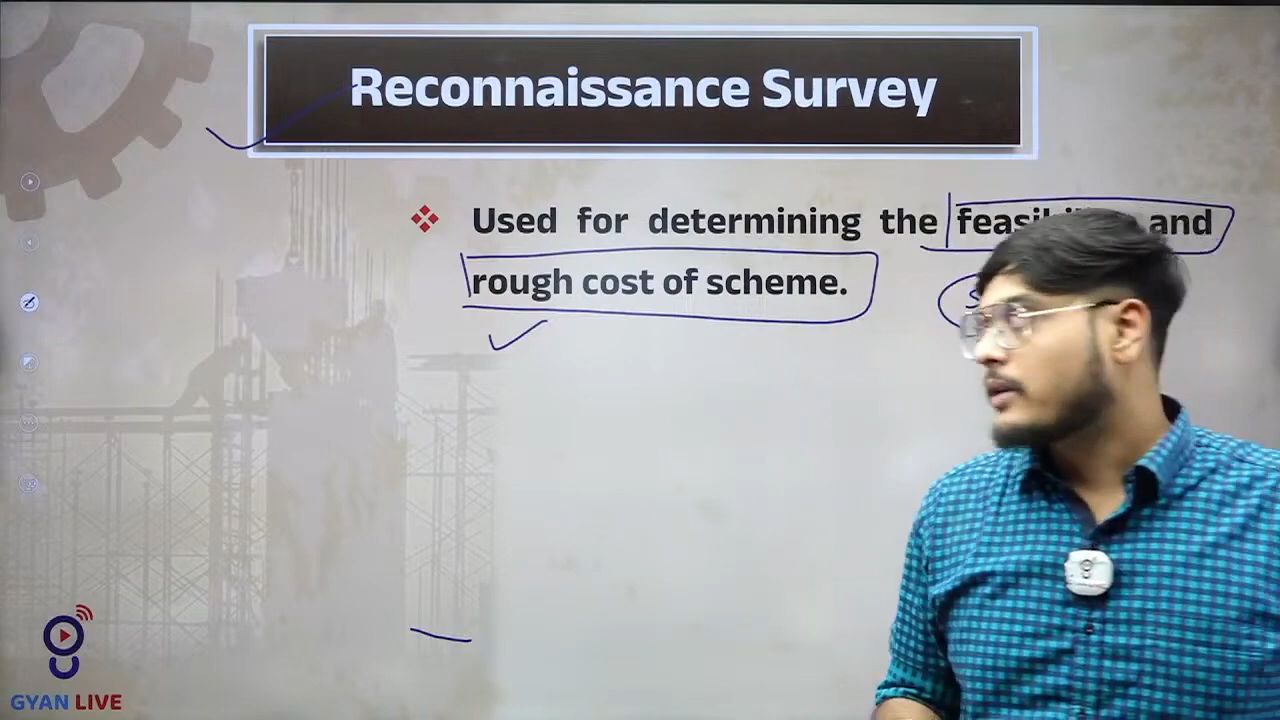 Reconnaissance Survey
Used for determining the and
rough cost of scheme.
GYAN LIVE